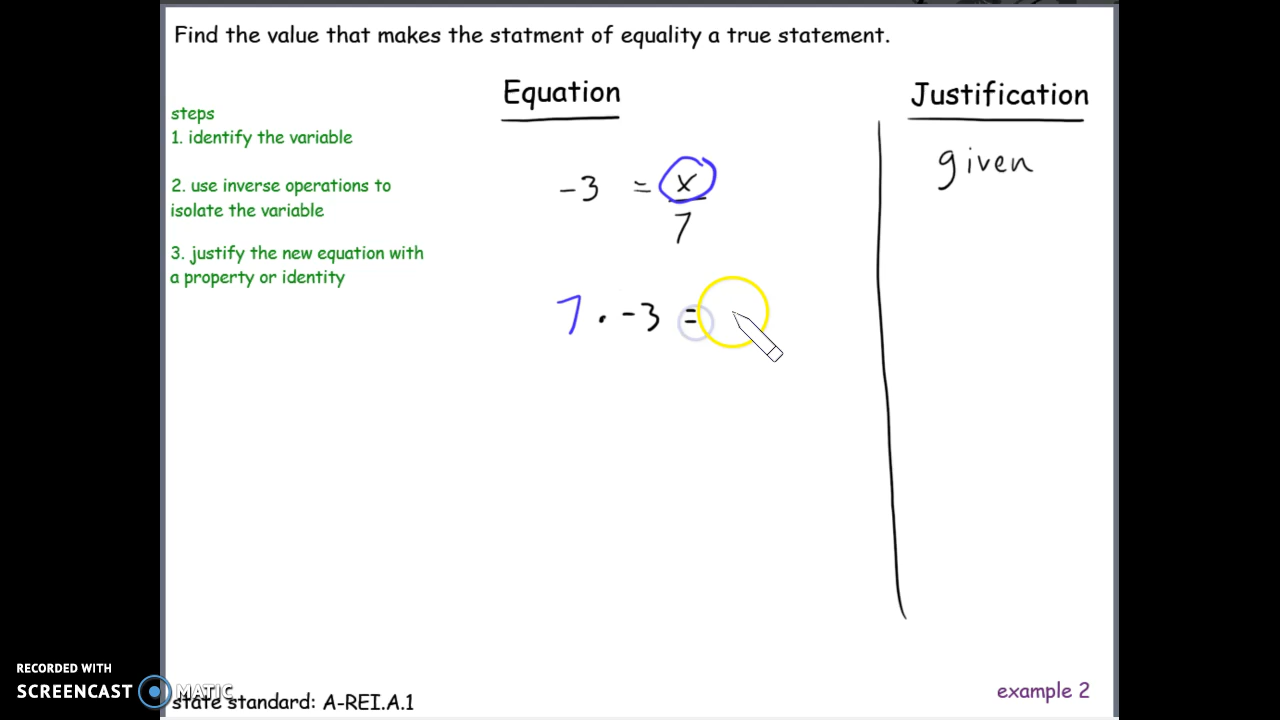 Find the value that makes the statment of equality a true statement.
Equation
Justification
steps
1. identify the variable
2. use inverse operations to
isolate the variable
3. justify the new equation with
a property or identity
-3 = x
7
given
7 · -3 =
RECORDED WITH
SCREENCAST MATIC
state standard: A-REI.A.1
example 2